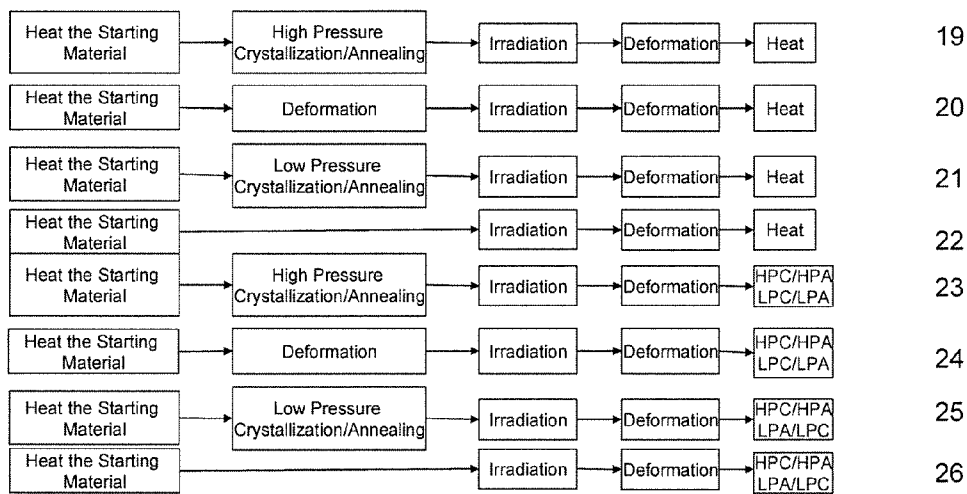 Heat the Starting
Material
High Pressure
Crystallization/Annealing
Irradiation
Deformation
Heat
19
Heat the Starting
Material
Deformation
Irradiation
Deformation
Heat
20
Heat the Starting
Material
Low Pressure
Crystallization/Annealing
Irradiation
Deformation
Heat
21
Heat the Starting
Material
Irradiation
Deformation
Heat
22
Heat the Starting
Material
High Pressure
Crystallization/Annealing
Irradiation
Deformation
HPC/HPA
LPC/LPA
23
Heat the Starting
Material
Deformation
Irradiation
Deformation
HPC/HPA
LPC/LPA
24
Heat the Starting
Material
Low Pressure
Crystallization/Annealing
Irradiation
Deformation
HPC/HPA
LPA/LPC
25
Heat the Starting
Material
Irradiation
Deformation
HPC/HPA
LPA/LPC
26